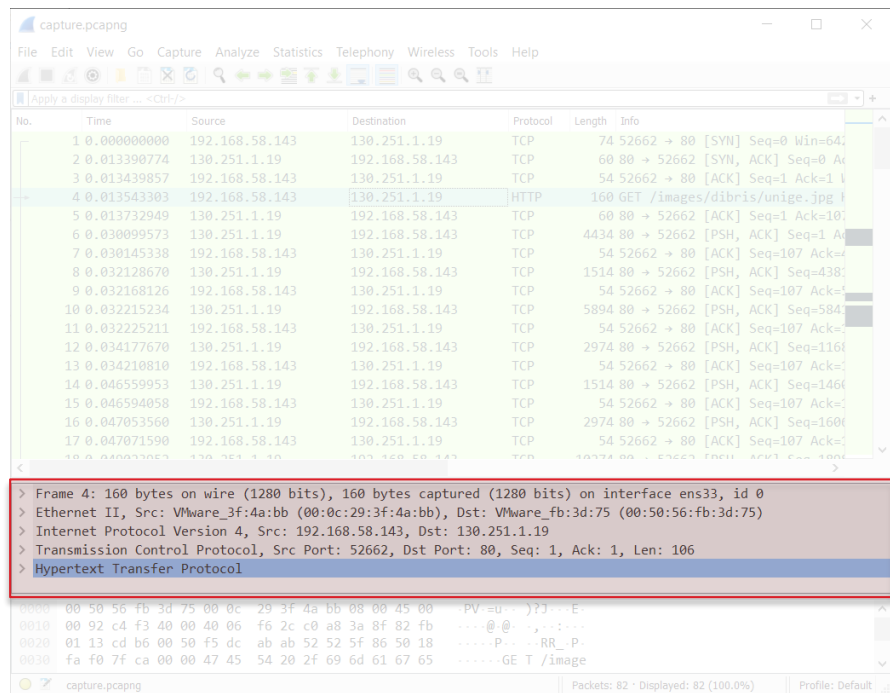 capture.pcapng
File Edit View Go Capture Analyze Statistics Telephony Wireless Tools Help
Apply a display filter ... <Ctrl-/>
No. Time Source Destination Protocol Length Info
1 0.000000000 192.168.58.143 130.251.1.19 TCP 74 52662 → 80 [SYN] Seq=0 Win=642
2 0.013390774 130.251.1.19 192.168.58.143 TCP 60 80 → 52662 [SYN, ACK] Seq=0 Ac
3 0.013439857 192.168.58.143 130.251.1.19 TCP 54 52662 → 80 [ACK] Seq=1 Ack=1 W
4 0.013543303 192.168.58.143 130.251.1.19 HTTP 160 GET /images/dibris/unige.jpg H
5 0.013732949 130.251.1.19 192.168.58.143 TCP 60 80 → 52662 [ACK] Seq=1 Ack=107
6 0.030099573 130.251.1.19 192.168.58.143 TCP 4434 80 → 52662 [PSH, ACK] Seq=1 Ac
7 0.030145338 192.168.58.143 130.251.1.19 TCP 54 52662 → 80 [ACK] Seq=107 Ack=4
8 0.032128670 130.251.1.19 192.168.58.143 TCP 1514 80 → 52662 [PSH, ACK] Seq=4381
9 0.032168126 192.168.58.143 130.251.1.19 TCP 54 52662 → 80 [ACK] Seq=107 Ack=5
10 0.032215234 130.251.1.19 192.168.58.143 TCP 5894 80 → 52662 [PSH, ACK] Seq=584
11 0.032225211 192.168.58.143 130.251.1.19 TCP 54 52662 → 80 [ACK] Seq=107 Ack=
12 0.034177670 130.251.1.19 192.168.58.143 TCP 2974 80 → 52662 [PSH, ACK] Seq=1168
13 0.034210810 192.168.58.143 130.251.1.19 TCP 54 52662 → 80 [ACK] Seq=107 Ack=1
14 0.046559953 130.251.1.19 192.168.58.143 TCP 1514 80 → 52662 [PSH, ACK] Seq=1460
15 0.046594058 192.168.58.143 130.251.1.19 TCP 54 52662 → 80 [ACK] Seq=107 Ack=1
16 0.047053560 130.251.1.19 192.168.58.143 TCP 2974 80 → 52662 [PSH, ACK] Seq=1606
17 0.047071590 192.168.58.143 130.251.1.19 TCP 54 52662 → 80 [ACK] Seq=107 Ack=1
> Frame 4: 160 bytes on wire (1280 bits), 160 bytes captured (1280 bits) on interface ens33, id 0
> Ethernet II, Src: VMware_3f:4a:bb (00:0c:29:3f:4a:bb), Dst: VMware_fb:3d:75 (00:50:56:fb:3d:75)
> Internet Protocol Version 4, Src: 192.168.58.143, Dst: 130.251.1.19
> Transmission Control Protocol, Src Port: 52662, Dst Port: 80, Seq: 1, Ack: 1, Len: 106
> Hypertext Transfer Protocol
0000 00 50 56 fb 3d 75 00 0c 29 3f 4a bb 08 00 45 00 ·PV·=u·· )?J···E·
0010 00 92 c4 f3 40 00 40 06 f6 2c c0 a8 3a 8f 82 fb ····@·@· ·,··:···
0020 01 13 cd b6 00 50 f5 dc ab ab 52 52 5f 86 50 18 ·····P·· ··RR_·P·
0030 fa f0 7f ca 00 00 47 45 54 20 2f 69 6d 61 67 65 ······GE T /image
capture.pcapng Packets: 82 · Displayed: 82 (100.0%) Profile: Default